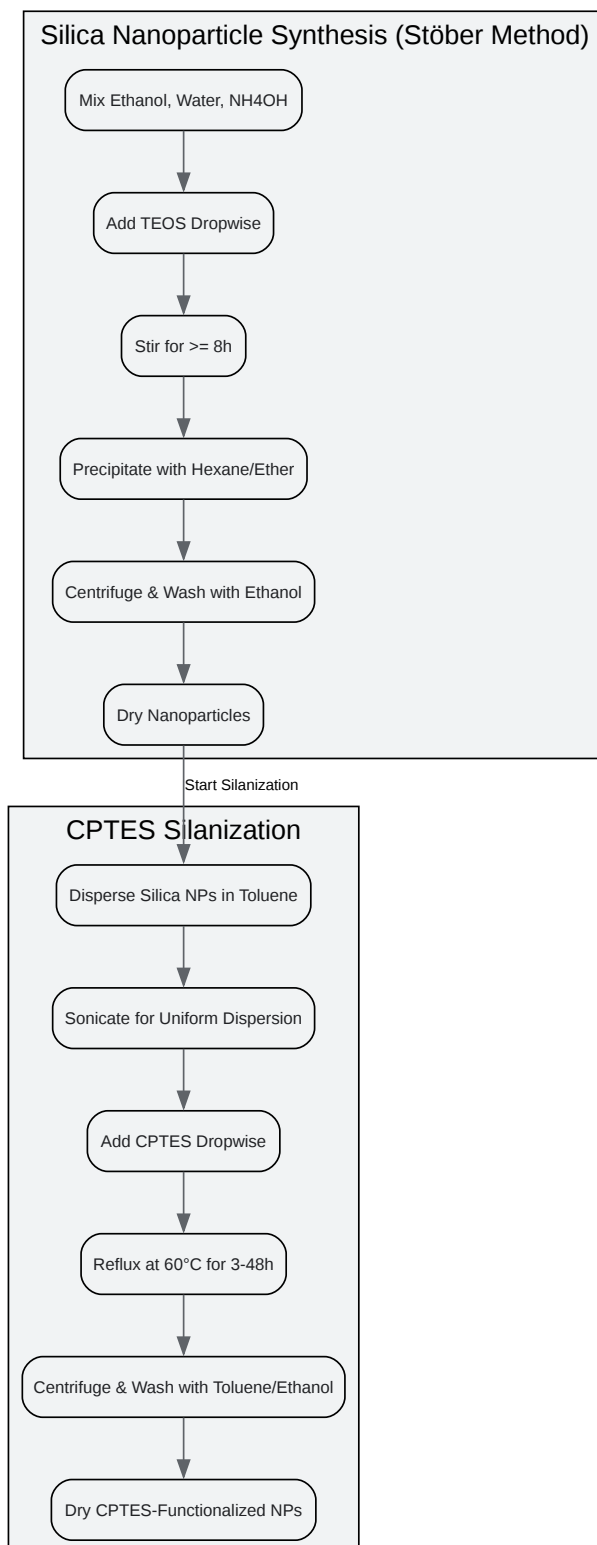 Silica Nanoparticle Synthesis (Stöber Method)
Mix Ethanol, Water, NH4OH
Add TEOS Dropwise
Stir for >= 8h
Precipitate with Hexane/Ether
Centrifuge & Wash with Ethanol
Dry Nanoparticles
Start Silanization
CPTES Silanization
Disperse Silica NPs in Toluene
Sonicate for Uniform Dispersion
Add CPTES Dropwise
Reflux at 60°C for 3-48h
Centrifuge & Wash with Toluene/Ethanol
Dry CPTES-Functionalized NPs